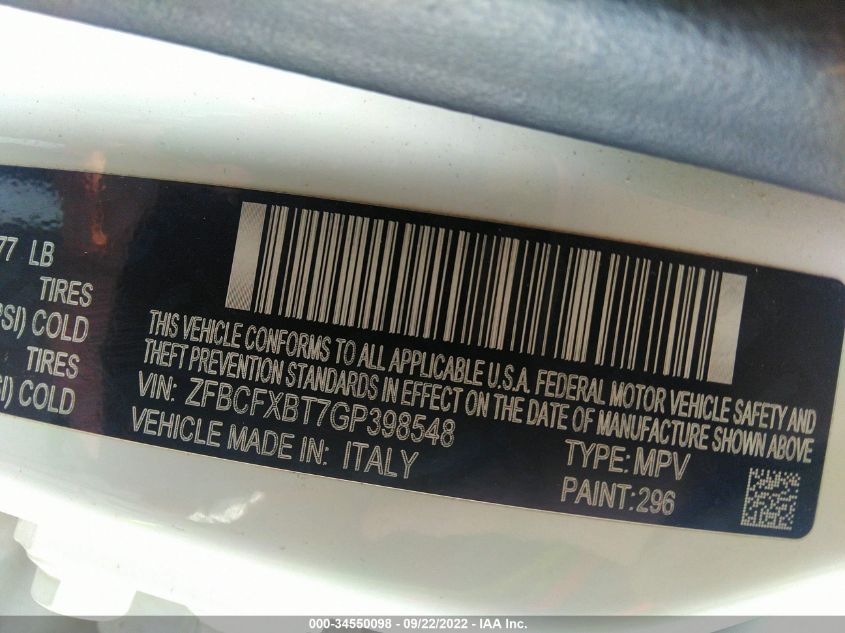 77 LB
TIRES
PSI) COLD
TIRES
SI) COLD
THIS VEHICLE CONFORMS TO ALL APPLICABLE U.S.A. FEDERAL MOTOR VEHICLE SAFETY AND
THEFT PREVENTION STANDARDS IN EFFECT ON THE DATE OF MANUFACTURE SHOWN ABOVE
VIN: ZFBCFXBT7GP398548
VEHICLE MADE IN: ITALY
TYPE: MPV
PAINT: 296
000-34550098 - 09/22/2022 - IAA Inc.